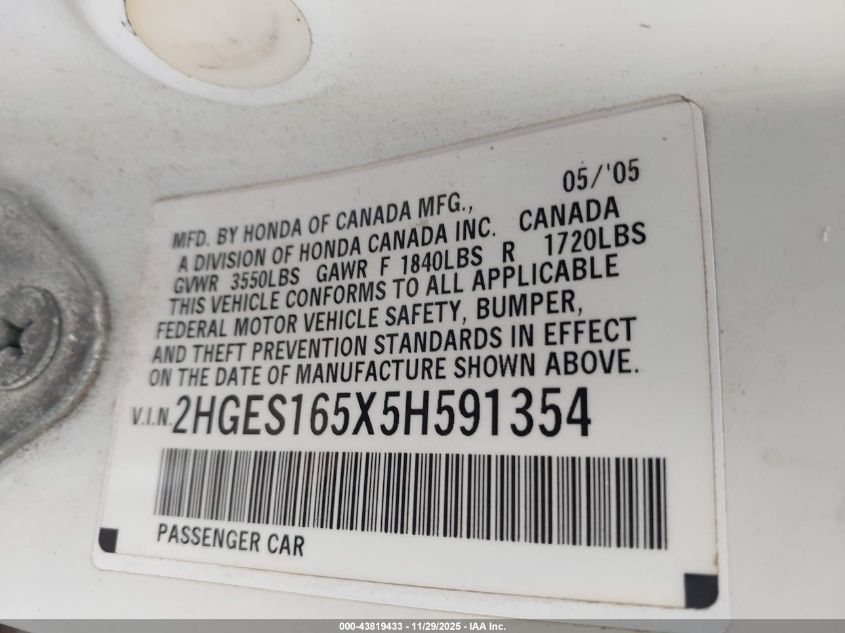 05/'05
MFD. BY HONDA OF CANADA MFG.,
A DIVISION OF HONDA CANADA INC. CANADA
GVWR 3550LBS GAWR F 1840LBS R 1720LBS
THIS VEHICLE CONFORMS TO ALL APPLICABLE
FEDERAL MOTOR VEHICLE SAFETY, BUMPER,
AND THEFT PREVENTION STANDARDS IN EFFECT
ON THE DATE OF MANUFACTURE SHOWN ABOVE.
V.I.N. 2HGES165X5H591354
PASSENGER CAR
000-43819433 - 11/29/2025 - IAA Inc.